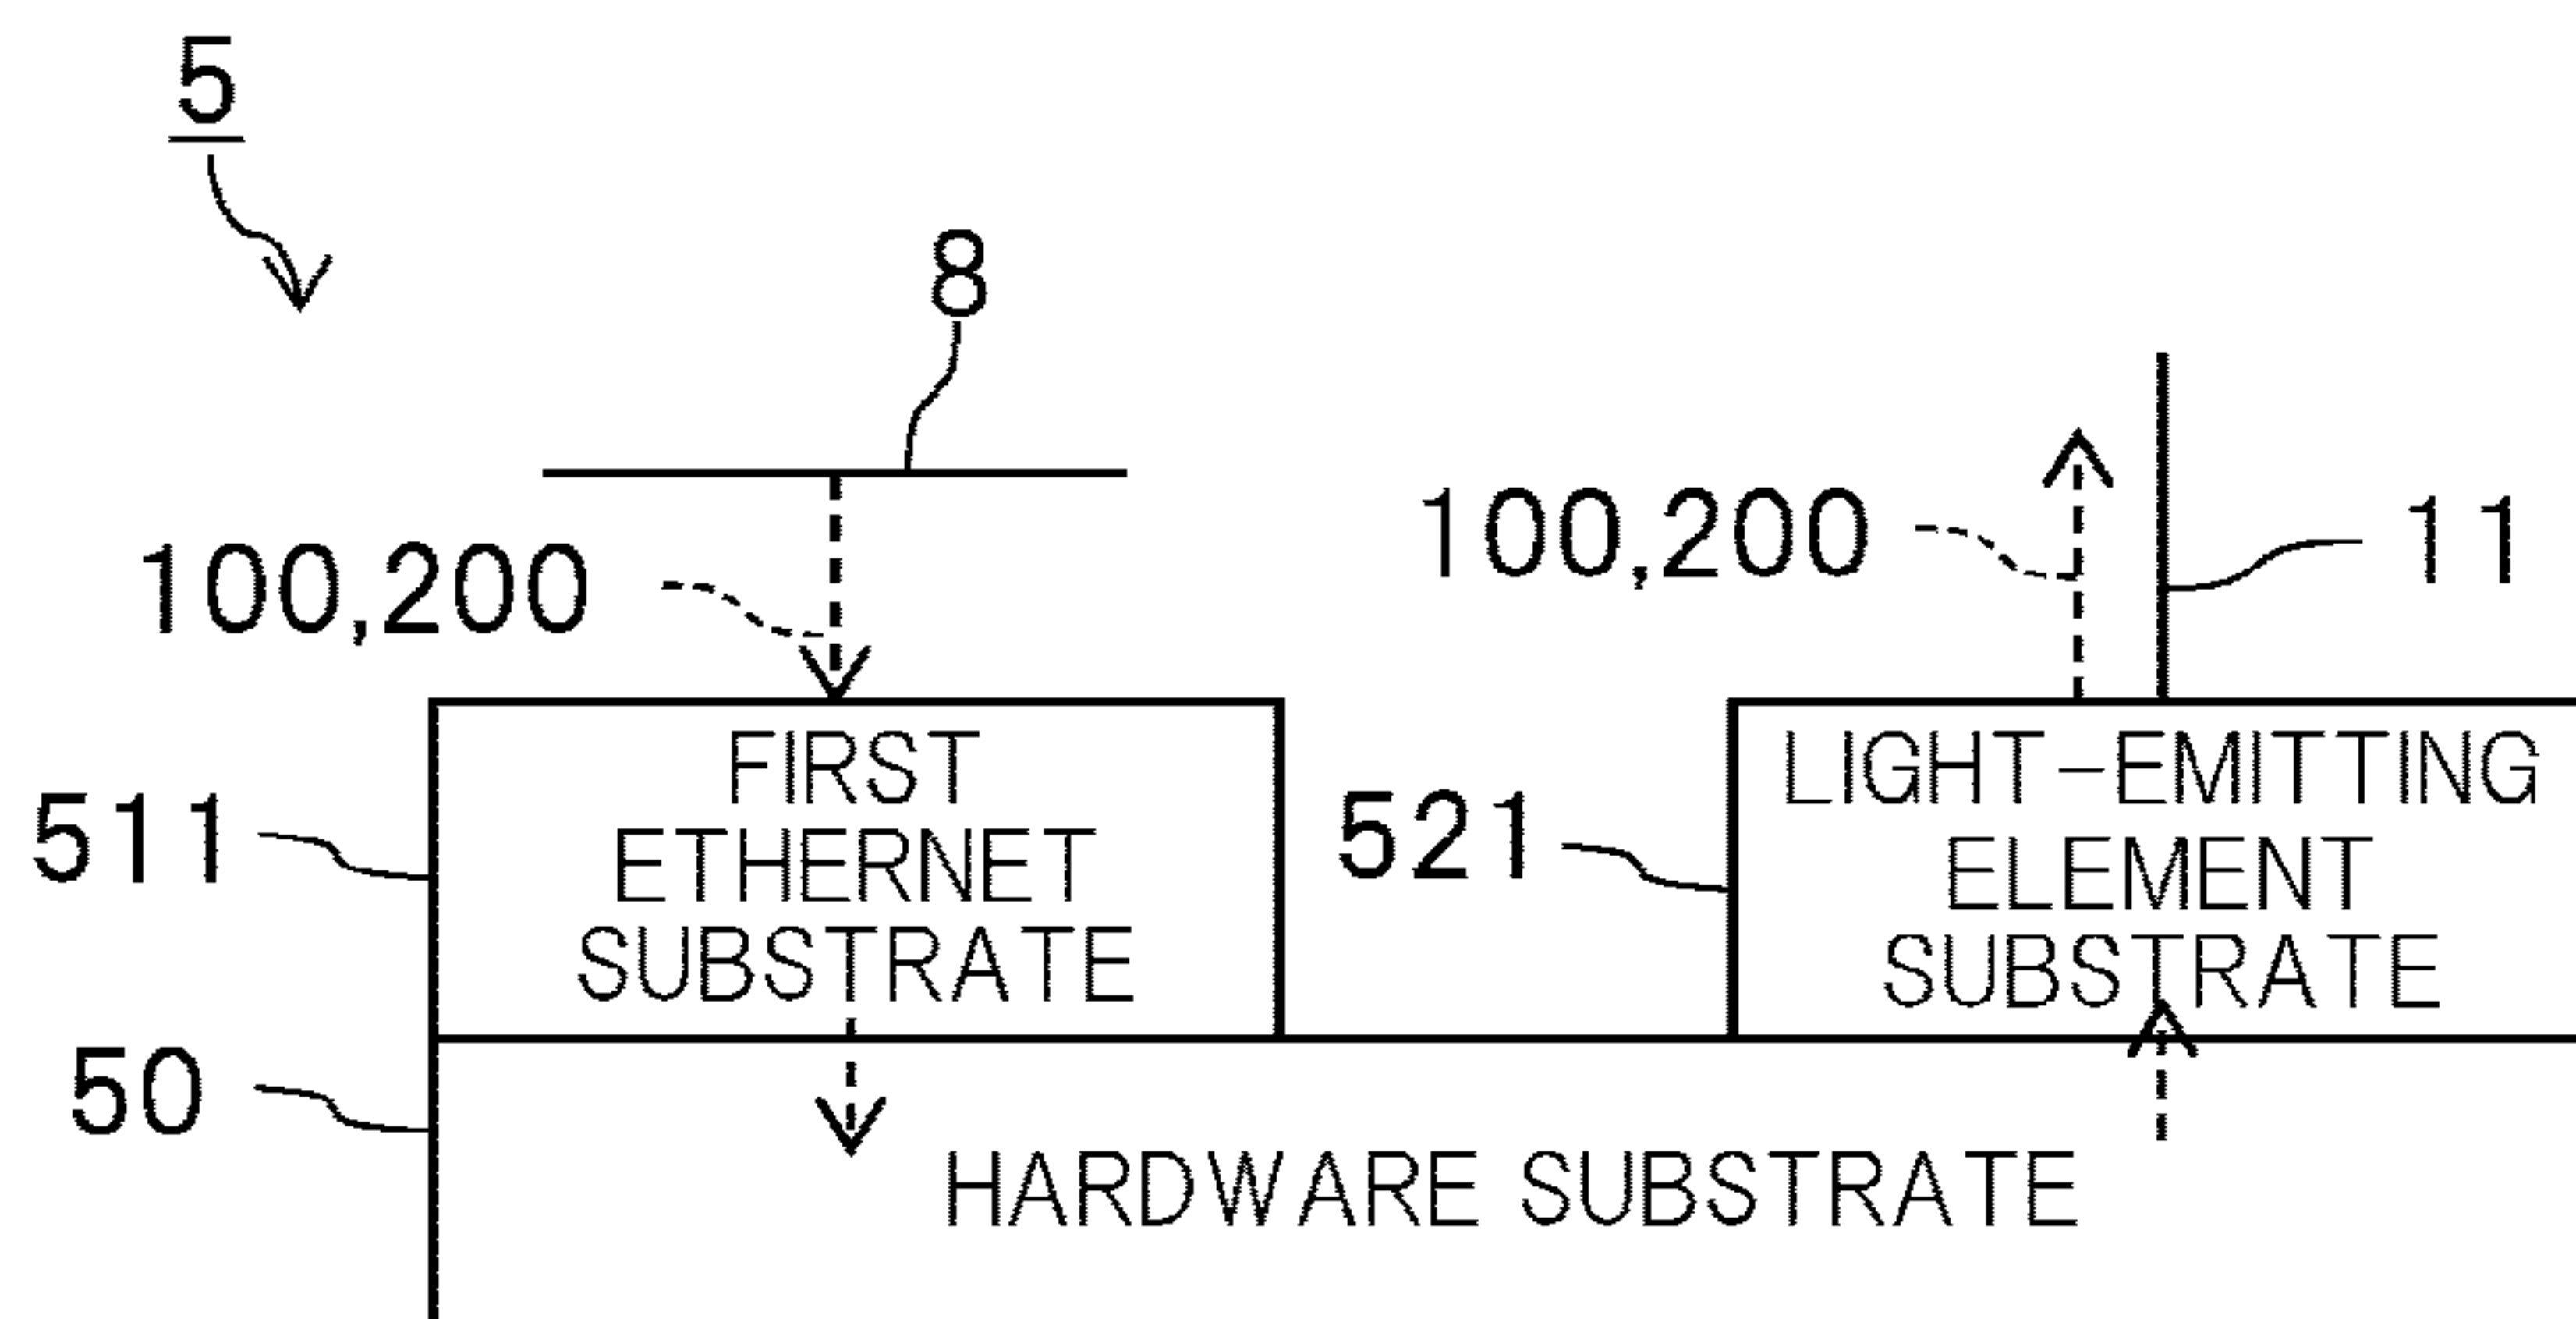 5
8
100,200
100,200
11
FIRST
ETHERNET
SUBSTRATE
511
521
LIGHT-EMITTING
ELEMENT
SUBSTRATE
50
HARDWARE SUBSTRATE